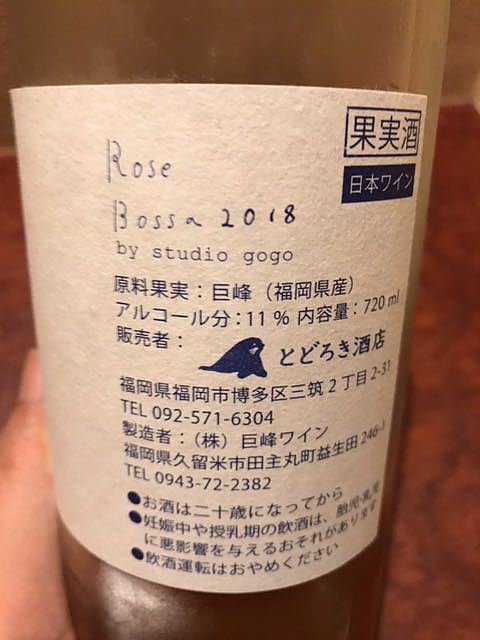 果実酒
日本ワイン
Rose
Bossa 2018
by studio gogo
原料果実：巨峰（福岡県産）
アルコール分：11％ 内容量：720 ml
販売者：
とどろき酒店
福岡県福岡市博多区三筑 2 丁目 2-31
TEL 092-571-6304
製造者：（株）巨峰ワイン
福岡県久留米市田主丸町益生田 246-1
TEL 0943-72-2382
●お酒は二十歳になってから
●妊娠中や授乳期の飲酒は、胎児・乳児
に悪影響を与えるおそれがあります
●飲酒運転はおやめください